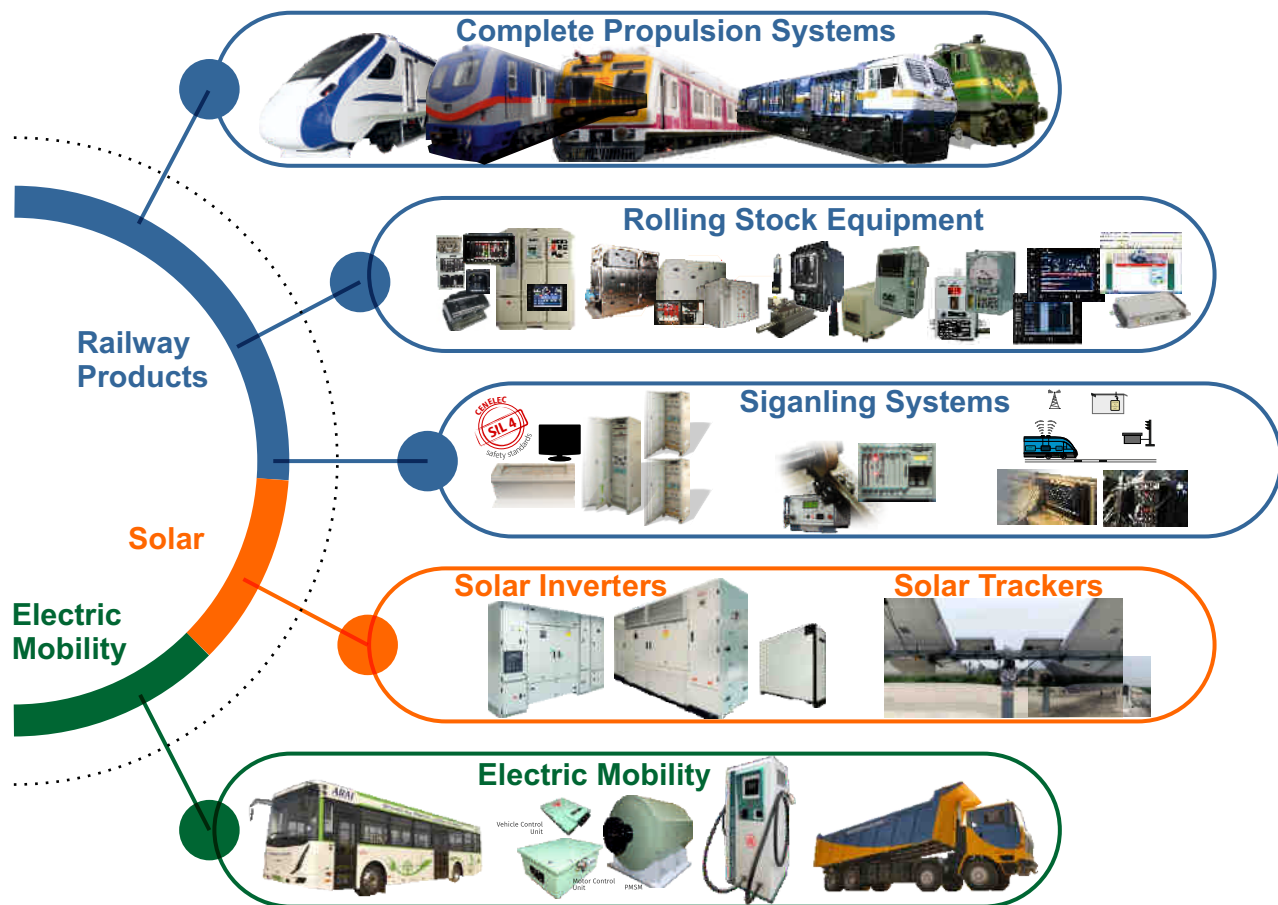 Complete Propulsion Systems
Rolling Stock Equipment
Railway
Products
Siganling Systems
CENELEC
SIL 4
safety standards
Solar
Solar Inverters
Solar Trackers
Electric
Mobility
Electric Mobility
ARAI
Vehicle Control
Unit
Motor Control
Unit
PMSM